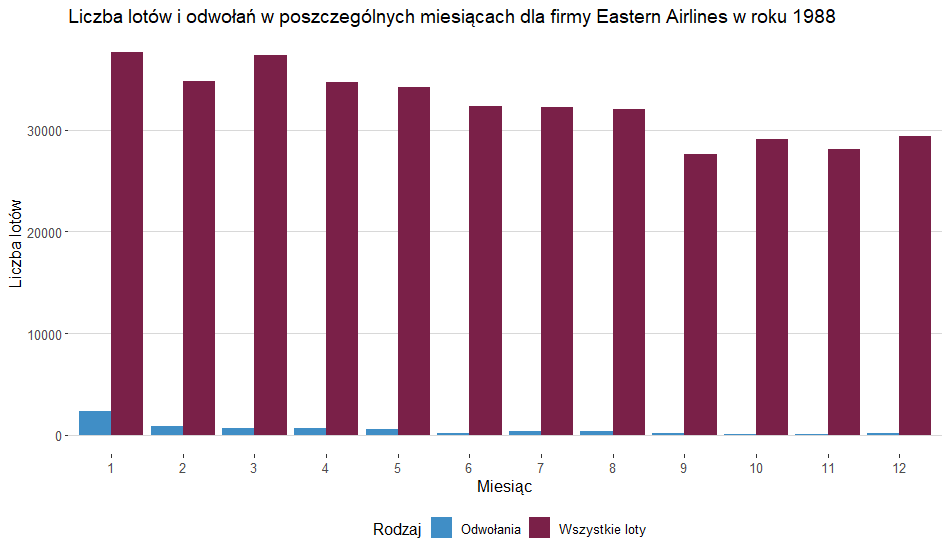 Liczba lotów i odwołań w poszczególnych miesiącach dla firmy Eastern Airlines w roku 1988
Liczba lotów
30000
20000
10000
0
1 2 3 4 5 6 7 8 9 10 11 12
Miesiąc
Rodzaj Odwołania Wszystkie loty